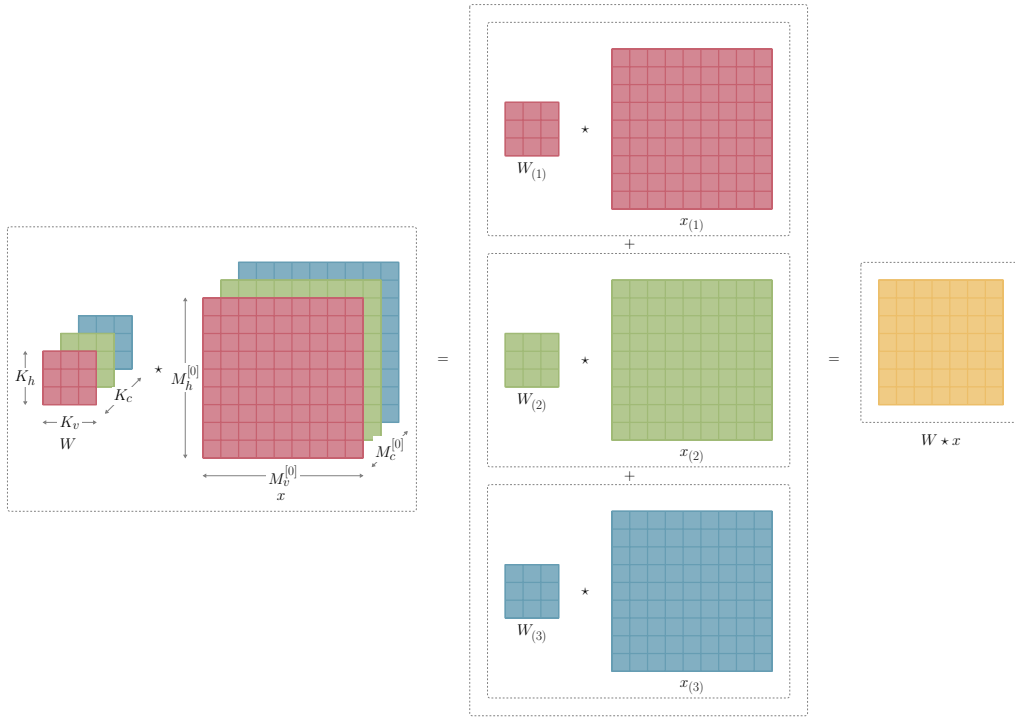 K_h
K_c
K_v
W
⋆
M_h^{[0]}
M_c^{[0]}
M_v^{[0]}
x
=
W_{(1)} ⋆ x_{(1)}
+
W_{(2)} ⋆ x_{(2)}
+
W_{(3)} ⋆ x_{(3)}
=
W ⋆ x